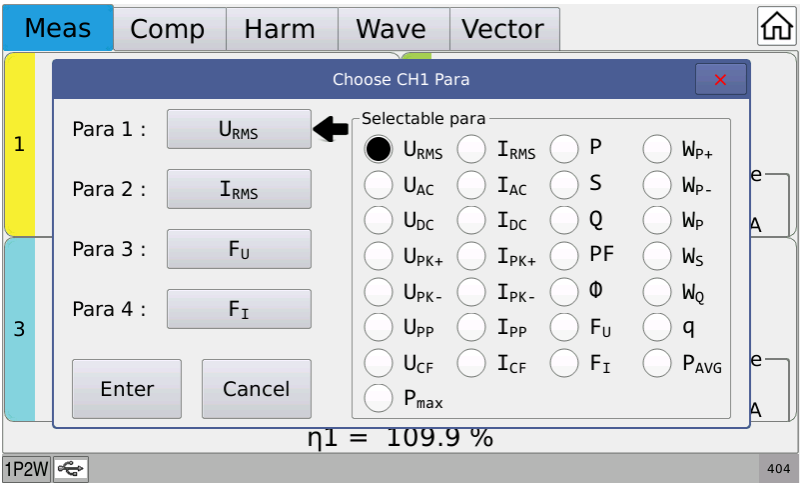 Meas Comp Harm Wave Vector
Choose CH1 Para ×
1
Para 1 : URMS
Para 2 : IRMS
Para 3 : FU
Para 4 : FI
Enter Cancel
Selectable para
URMS IRMS P WP+
UAC IAC S WP-
UDC IDC Q WP
UPK+ IPK+ PF WS
UPK- IPK- Φ WQ
UPP IPP FU q
UCF ICF FI PAVG
Pmax
e
A
3
e
A
η1 = 109.9 %
1P2W 404